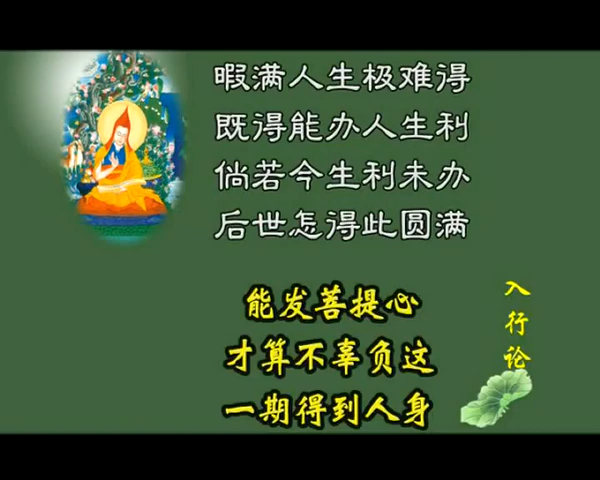 暇满人生极难得
既得能办人生利
倘若今生利未办
后世怎得此圆满
能发菩提心
才算不辜负这
一期得到人身
入行论